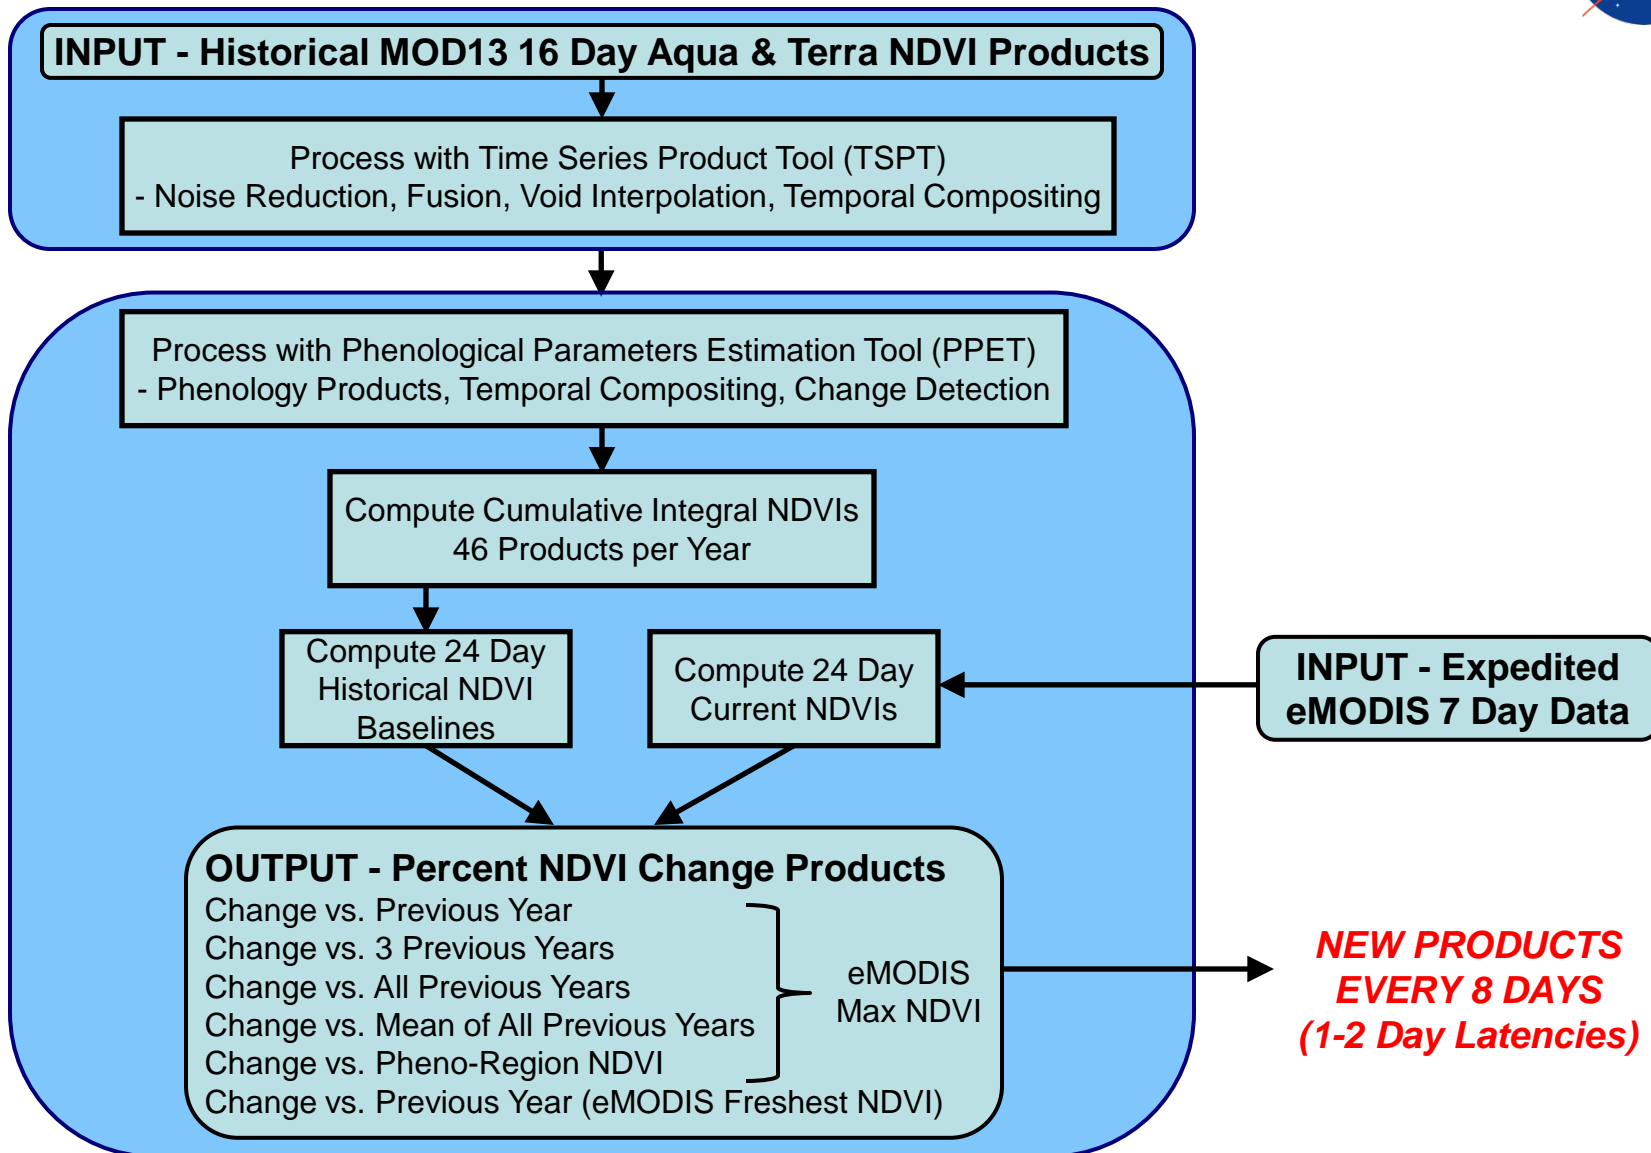 INPUT - Historical MOD13 16 Day Aqua & Terra NDVI Products
Process with Time Series Product Tool (TSPT)
- Noise Reduction, Fusion, Void Interpolation, Temporal Compositing
Process with Phenological Parameters Estimation Tool (PPET)
- Phenology Products, Temporal Compositing, Change Detection
Compute Cumulative Integral NDVIs
46 Products per Year
Compute 24 Day
Historical NDVI
Baselines
Compute 24 Day
Current NDVIs
INPUT - Expedited
eMODIS 7 Day Data
OUTPUT - Percent NDVI Change Products
Change vs. Previous Year
Change vs. 3 Previous Years
Change vs. All Previous Years
Change vs. Mean of All Previous Years
Change vs. Pheno-Region NDVI
Change vs. Previous Year (eMODIS Freshest NDVI)
eMODIS
Max NDVI
NEW PRODUCTS
EVERY 8 DAYS
(1-2 Day Latencies)